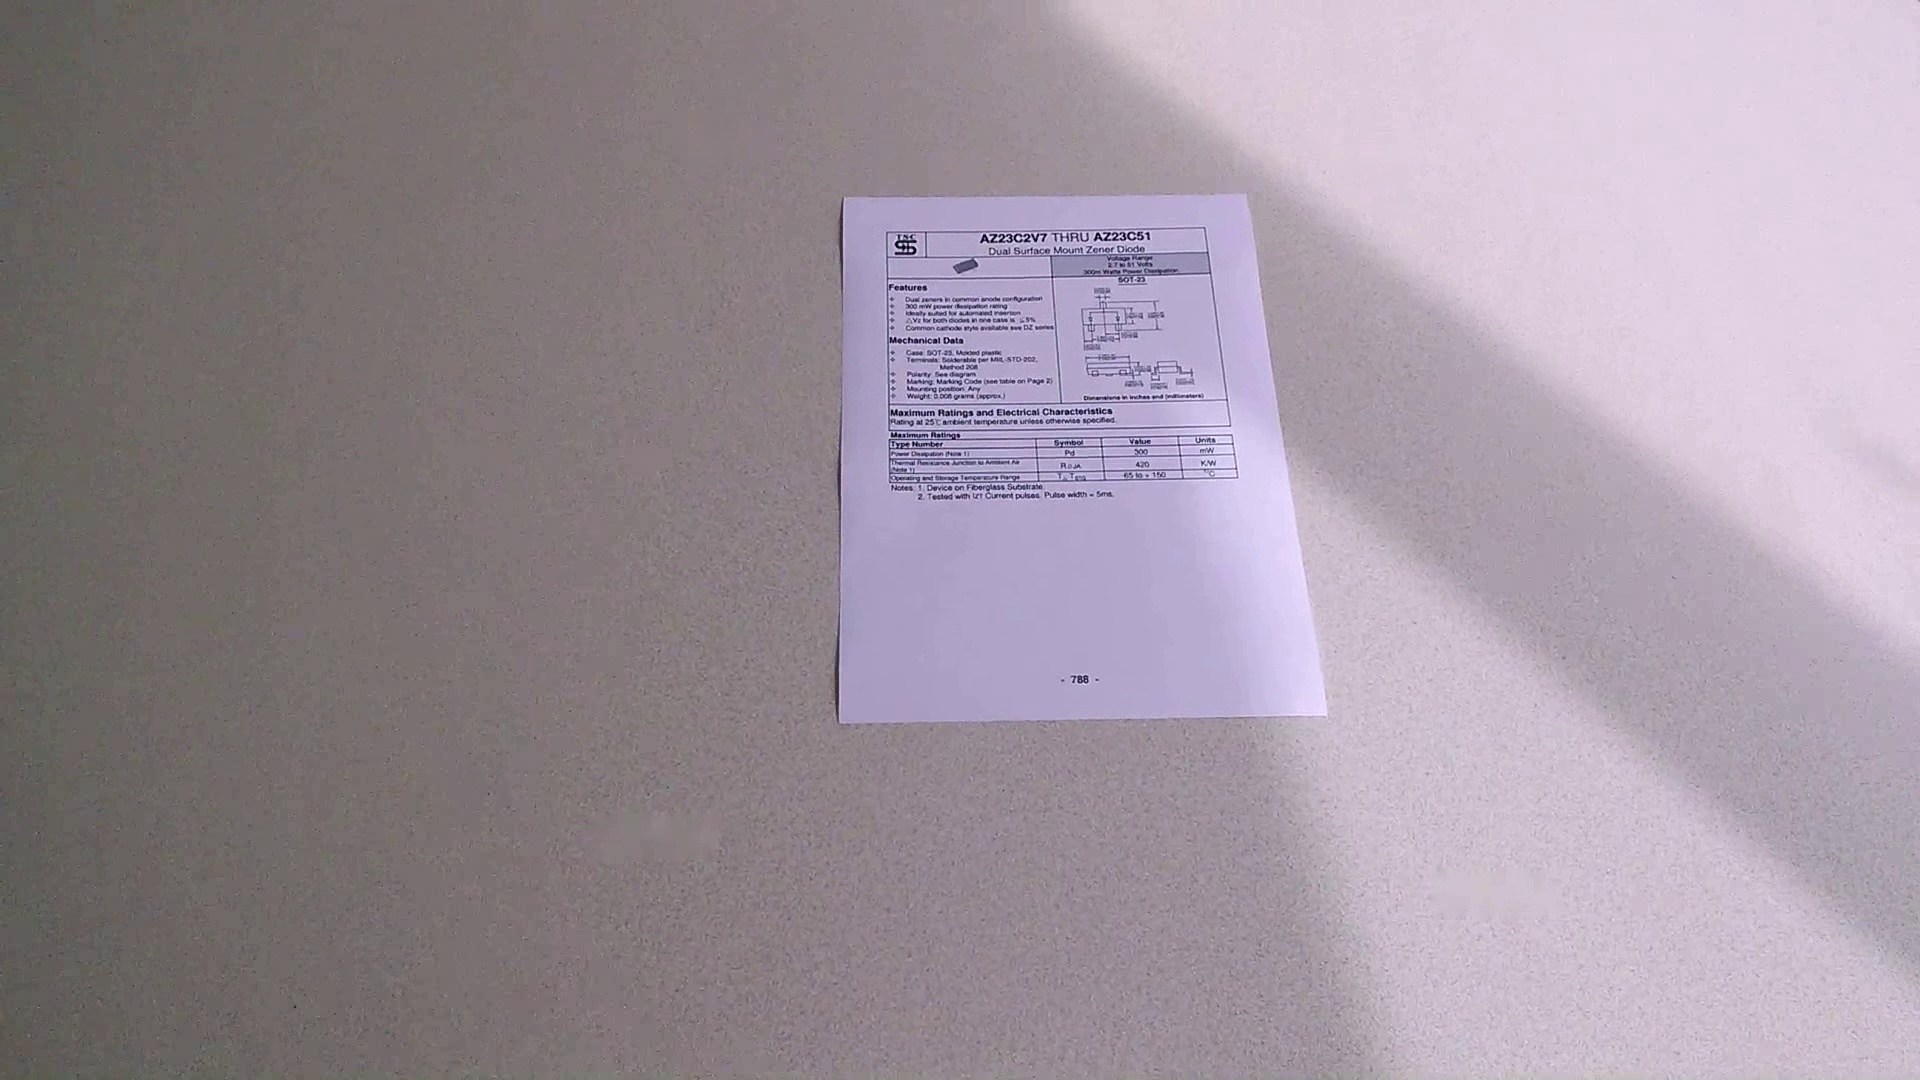 TSC
AZ23C2V7 THRU AZ23C51
Dual Surface Mount Zener Diode
Voltage Range
2.7 to 51 Volts
300m Watts Power Dissipation
SOT-23
Features
Dual zeners in common anode configuration
300 mW power dissipation rating
Ideally suited for automated insertion
△Vz for both diodes in one case is ≦5%
Common cathode style available see DZ series
Mechanical Data
Case: SOT-23, Molded plastic
Terminals: Solderable per MIL-STD-202,
Method 208
Polarity: See diagram
Marking: Marking Code (see table on Page 2)
Mounting position: Any
Weight: 0.008 grams (approx.)
Dimensions in inches and (millimeters)
Maximum Ratings and Electrical Characteristics
Rating at 25℃ ambient temperature unless otherwise specified.
Maximum Ratings
Type Number Symbol Value Units
Power Dissipation (Note 1) Pd 300 mW
Thermal Resistance Junction to Ambient Air
(Note 1) RθJA 420 K/W
Operating and Storage Temperature Range TJ, TSTG 65 to + 150 °C
Notes: 1. Device on Fiberglass Substrate.
2. Tested with IZT Current pulses. Pulse width = 5ms.
- 788 -